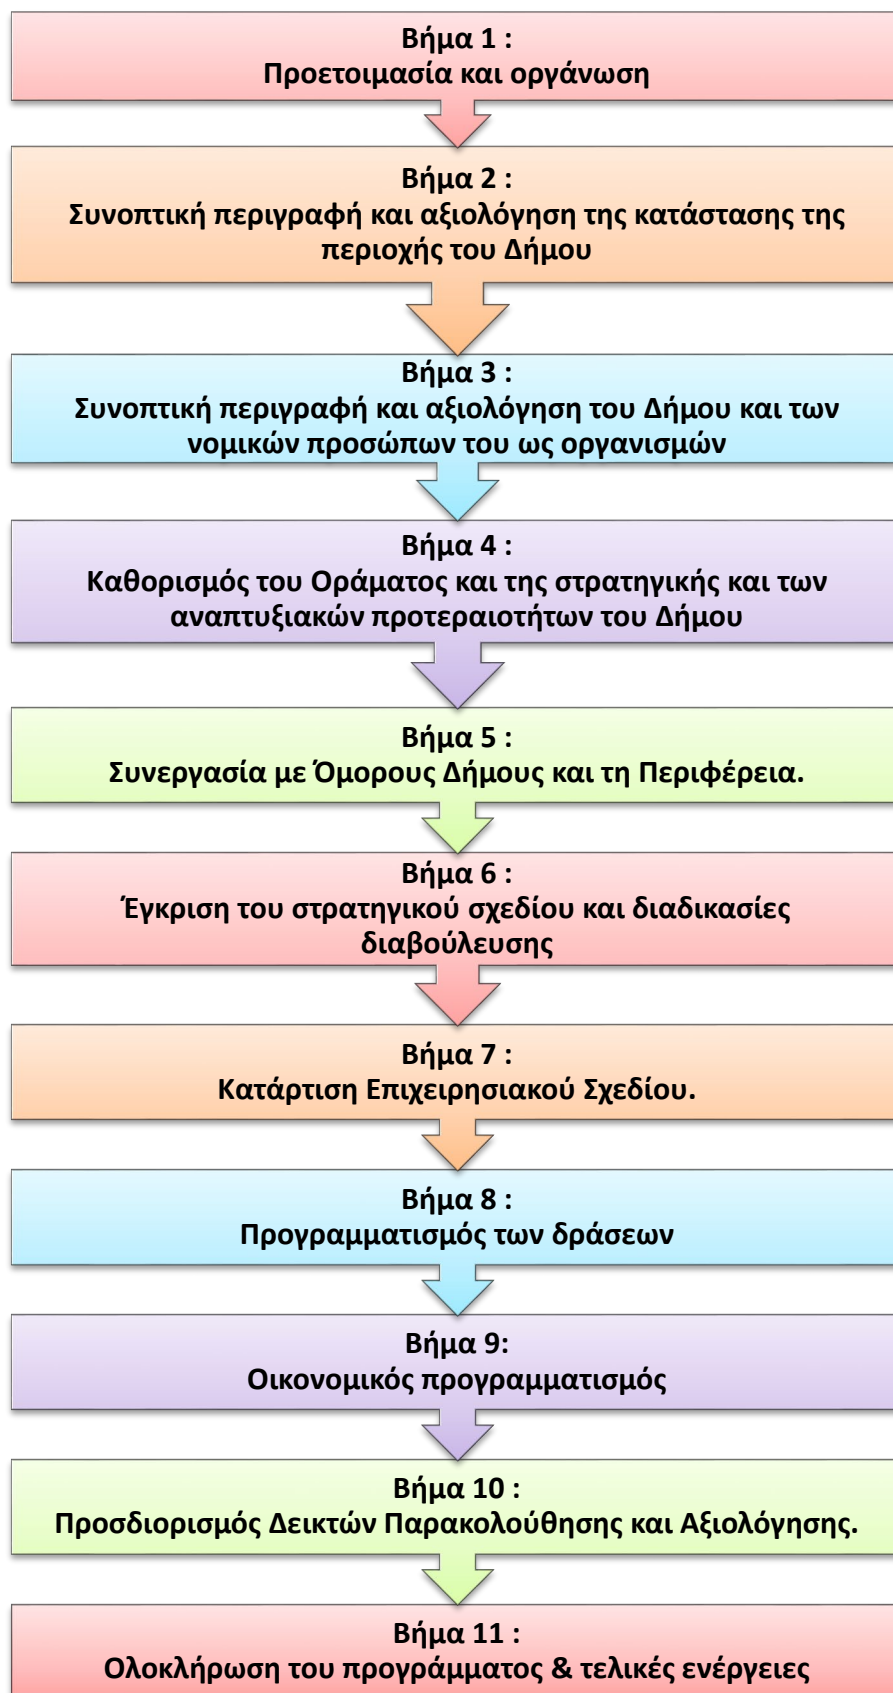 Βήμα 1 :
Προετοιμασία και οργάνωση
Βήμα 2 :
Συνοπτική περιγραφή και αξιολόγηση της κατάστασης της
περιοχής του Δήμου
Βήμα 3 :
Συνοπτική περιγραφή και αξιολόγηση του Δήμου και των
νομικών προσώπων του ως οργανισμών
Βήμα 4 :
Καθορισμός του Οράματος και της στρατηγικής και των
αναπτυξιακών προτεραιοτήτων του Δήμου
Βήμα 5 :
Συνεργασία με Όμορους Δήμους και τη Περιφέρεια.
Βήμα 6 :
Έγκριση του στρατηγικού σχεδίου και διαδικασίες
διαβούλευσης
Βήμα 7 :
Κατάρτιση Επιχειρησιακού Σχεδίου.
Βήμα 8 :
Προγραμματισμός των δράσεων
Βήμα 9:
Οικονομικός προγραμματισμός
Βήμα 10 :
Προσδιορισμός Δεικτών Παρακολούθησης και Αξιολόγησης.
Βήμα 11 :
Ολοκλήρωση του προγράμματος & τελικές ενέργειες